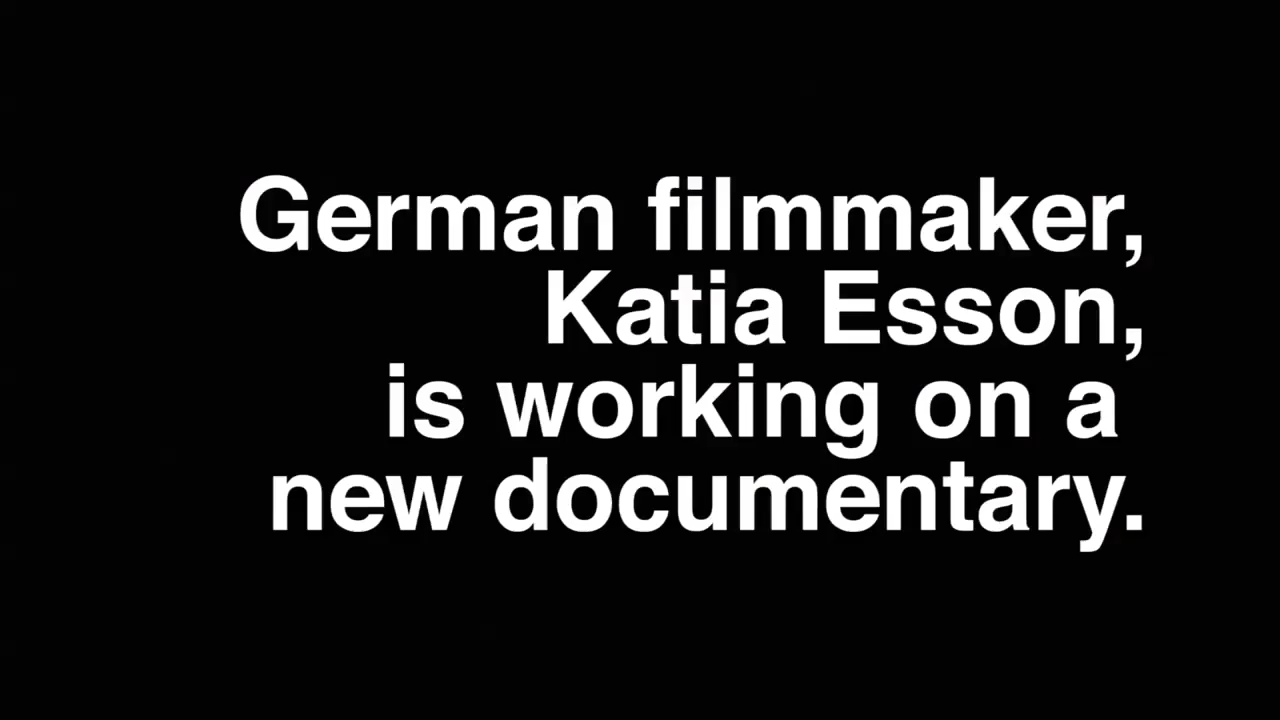 German filmmaker,
Katia Esson,
is working on a
new documentary.